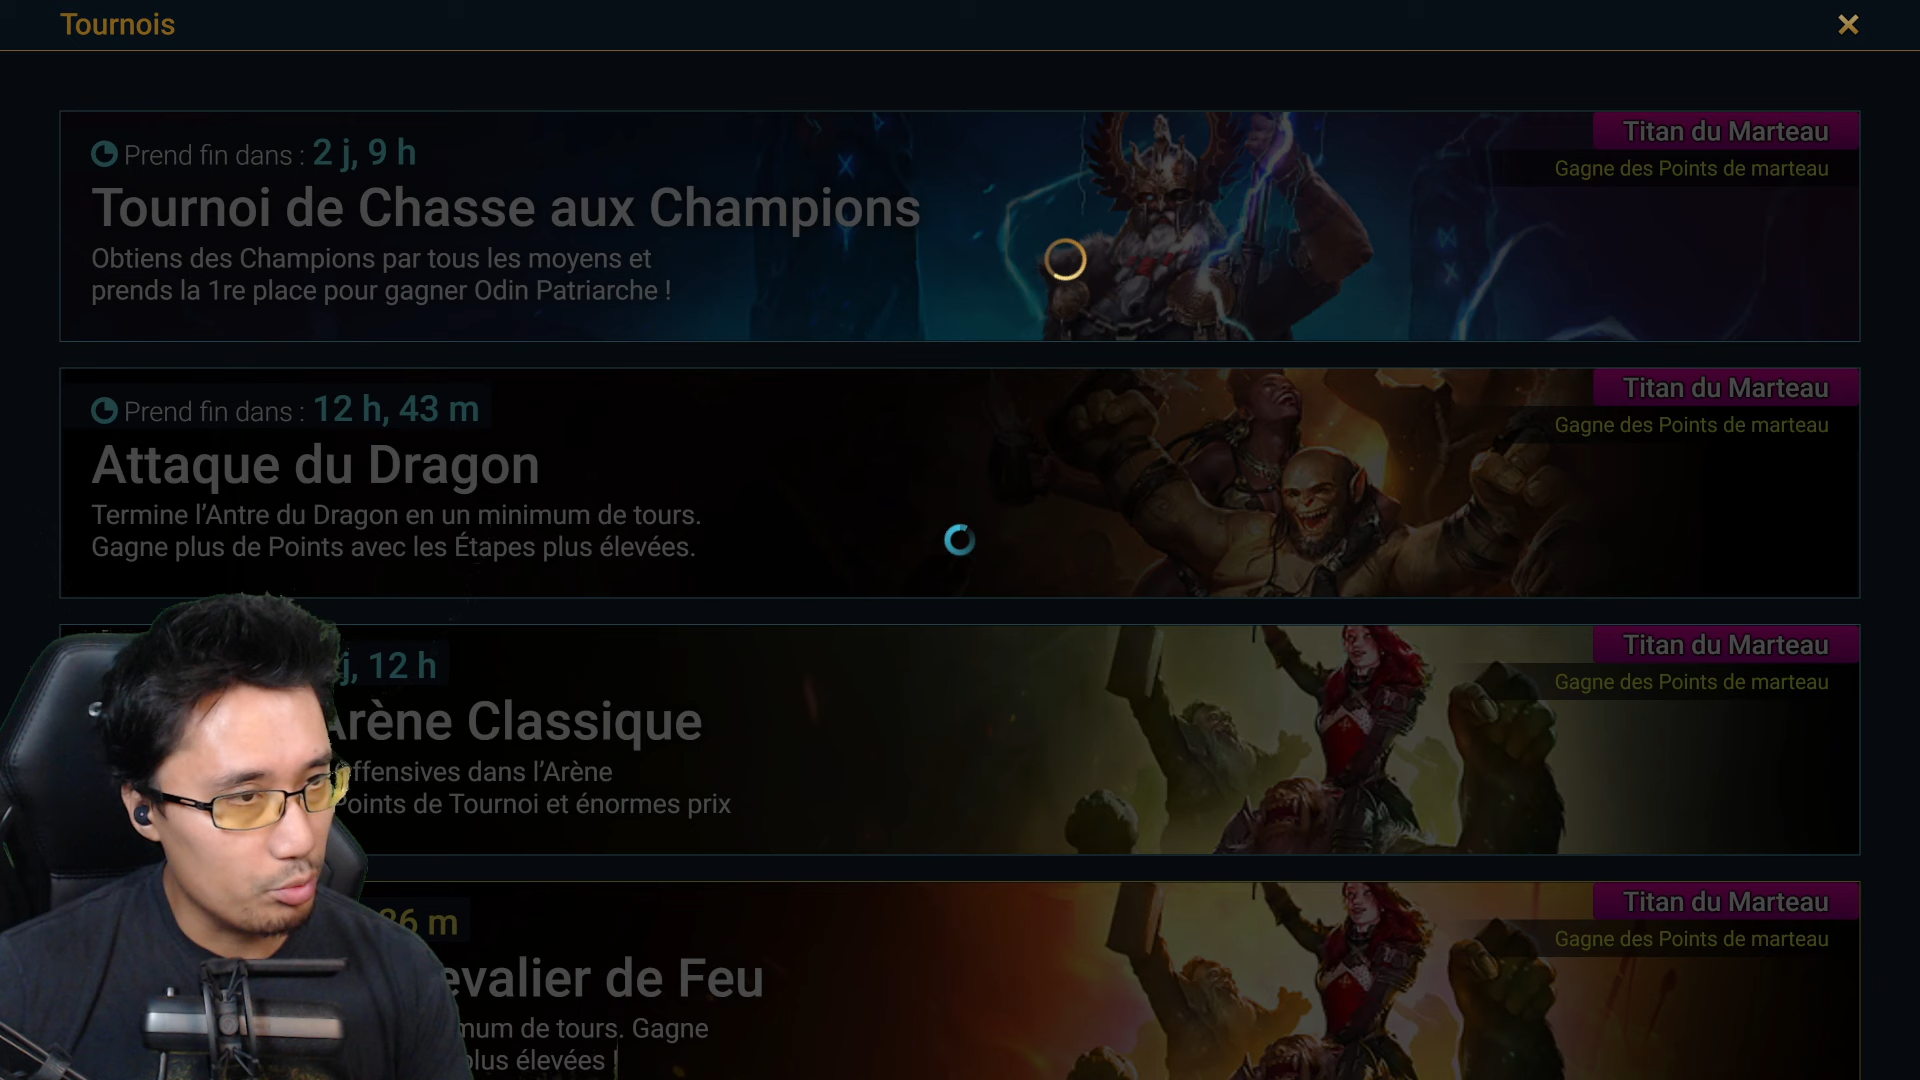 Tournois
Prend fin dans : 2 j, 9 h
Titan du Marteau
Gagne des Points de marteau
Tournoi de Chasse aux Champions
Obtiens des Champions par tous les moyens et
prends la 1re place pour gagner Odin Patriarche !
Prend fin dans : 12 h, 43 m
Titan du Marteau
Gagne des Points de marteau
Attaque du Dragon
Termine l’Antre du Dragon en un minimum de tours.
Gagne plus de Points avec les Étapes plus élevées.
j, 12 h
Titan du Marteau
Gagne des Points de marteau
Arène Classique
offensives dans l’Arène
Points de Tournoi et énormes prix
36 m
Titan du Marteau
Gagne des Points de marteau
de Feu
de tours. Gagne
plus élevées !